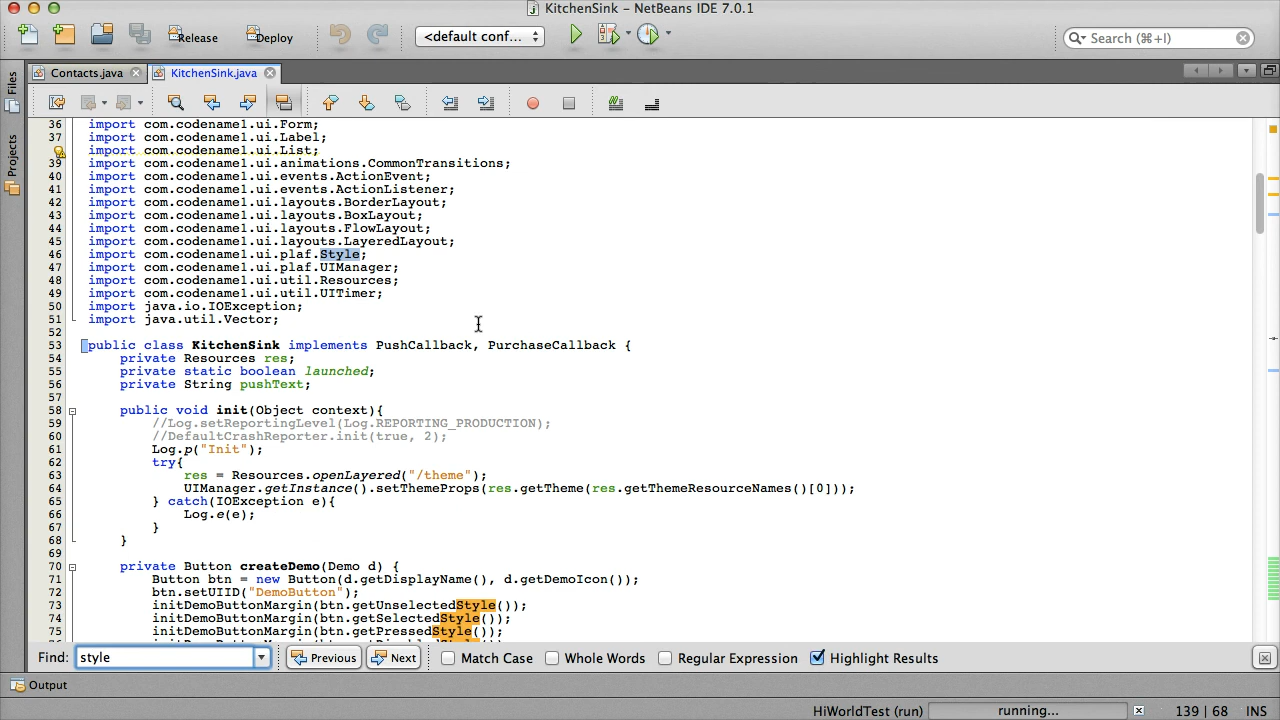 KitchenSink – NetBeans IDE 7.0.1
Release
Deploy
<default conf...
Search (⌘+I)
Contacts.java
KitchenSink.java
Files
Projects
36 import com.codename1.ui.Form;
37 import com.codename1.ui.Label;
import com.codename1.ui.List;
39 import com.codename1.ui.animations.CommonTransitions;
40 import com.codename1.ui.events.ActionEvent;
41 import com.codename1.ui.events.ActionListener;
42 import com.codename1.ui.layouts.BorderLayout;
43 import com.codename1.ui.layouts.BoxLayout;
44 import com.codename1.ui.layouts.FlowLayout;
45 import com.codename1.ui.layouts.LayeredLayout;
46 import com.codename1.ui.plaf.Style;
47 import com.codename1.ui.plaf.UIManager;
48 import com.codename1.ui.util.Resources;
49 import com.codename1.ui.util.UITimer;
50 import java.io.IOException;
51 import java.util.Vector;
52
53 public class KitchenSink implements PushCallback, PurchaseCallback {
54 private Resources res;
55 private static boolean launched;
56 private String pushText;
57
58 public void init(Object context){
59 //Log.setReportingLevel(Log.REPORTING_PRODUCTION);
60 //DefaultCrashReporter.init(true, 2);
61 Log.p("Init");
62 try{
63 res = Resources.openLayered("/theme");
64 UIManager.getInstance().setThemeProps(res.getTheme(res.getThemeResourceNames()[0]));
65 } catch(IOException e){
66 Log.e(e);
67 }
68 }
69
70 private Button createDemo(Demo d) {
71 Button btn = new Button(d.getDisplayName(), d.getDemoIcon());
72 btn.setUIID("DemoButton");
73 initDemoButtonMargin(btn.getUnselectedStyle());
74 initDemoButtonMargin(btn.getSelectedStyle());
75 initDemoButtonMargin(btn.getPressedStyle());
Find: style Previous Next Match Case Whole Words Regular Expression Highlight Results
Output
HiWorldTest (run) running... 139 | 68 INS